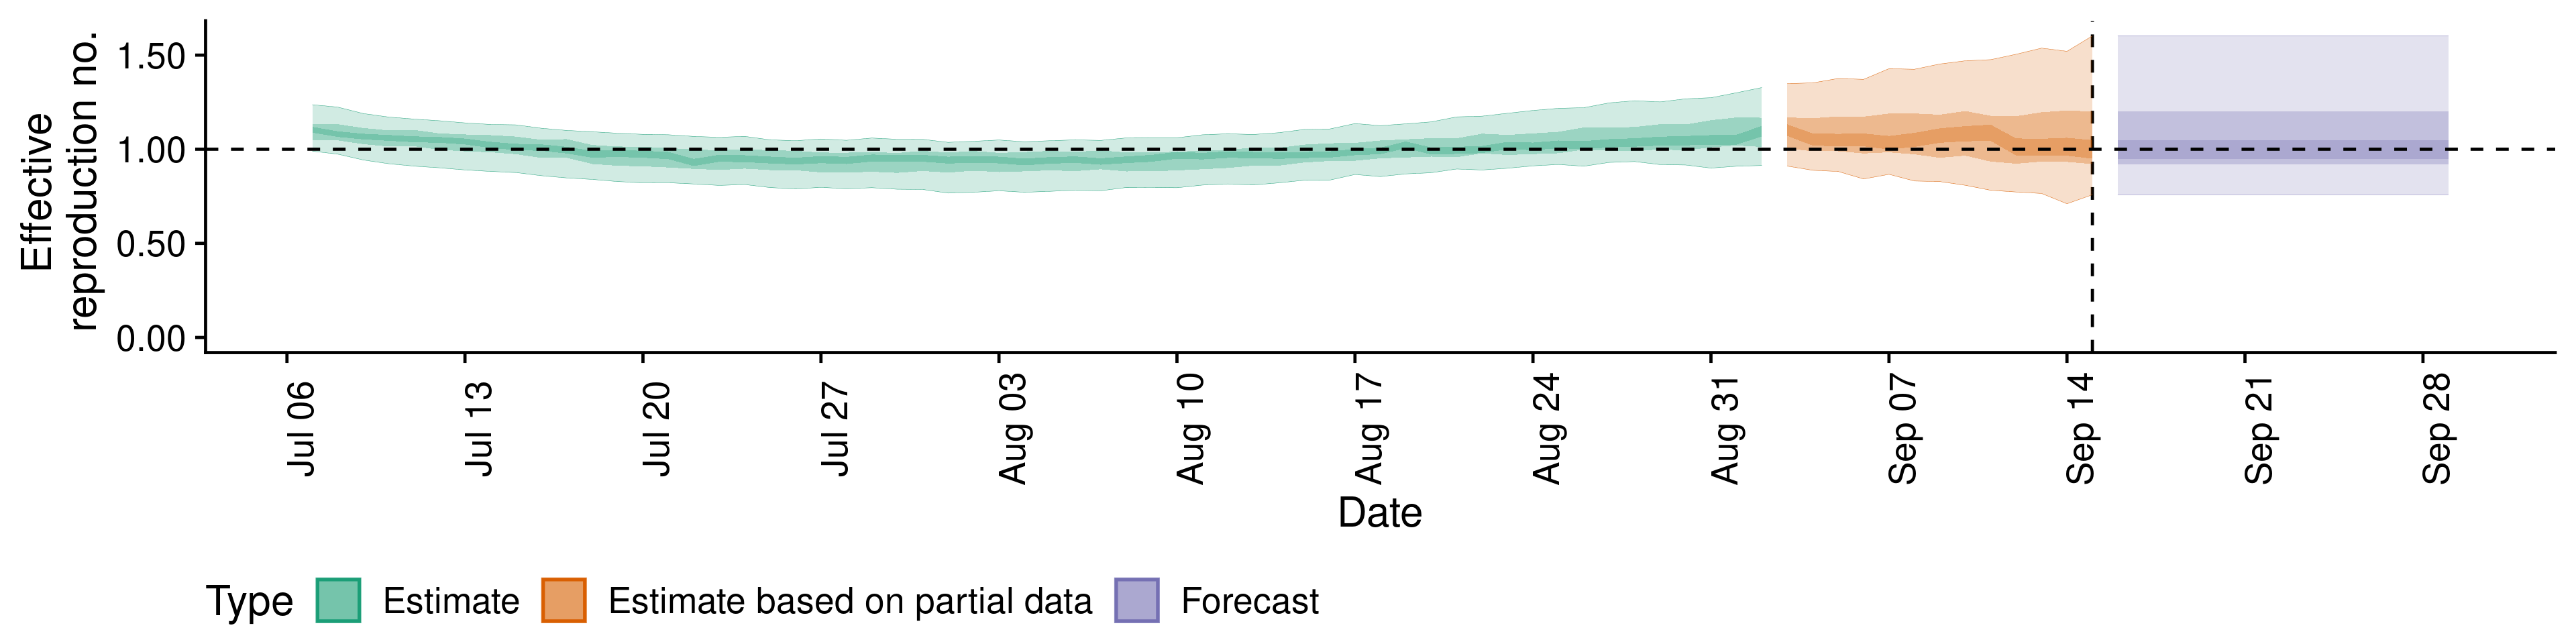 Effective
reproduction no.
1.50
1.00
0.50
0.00
Jul 06
Jul 13
Jul 20
Jul 27
Aug 03
Aug 10
Aug 17
Aug 24
Aug 31
Sep 07
Sep 14
Sep 21
Sep 28
Date
Type Estimate Estimate based on partial data Forecast